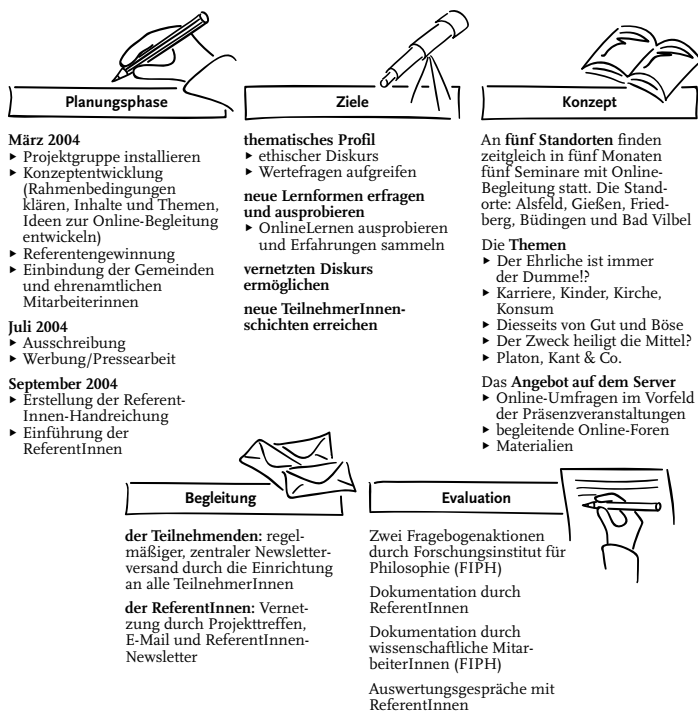 Planungsphase
März 2004
▸ Projektgruppe installieren
▸ Konzeptentwicklung
(Rahmenbedingungen
klären, Inhalte und Themen,
Ideen zur Online-Begleitung
entwickeln)
▸ Referentengewinnung
▸ Einbindung der Gemeinden
und ehrenamtlichen
Mitarbeiterinnen
Juli 2004
▸ Ausschreibung
▸ Werbung/Pressearbeit
September 2004
▸ Erstellung der Referent-
Innen-Handreichung
▸ Einführung der
ReferentInnen
Ziele
thematisches Profil
▸ ethischer Diskurs
▸ Wertefragen aufgreifen
neue Lernformen erfragen
und ausprobieren
▸ OnlineLernen ausprobieren
und Erfahrungen sammeln
vernetzten Diskurs
ermöglichen
neue TeilnehmerInnen-
schichten erreichen
Konzept
An fünf Standorten finden
zeitgleich in fünf Monaten
fünf Seminare mit Online-
Begleitung statt. Die Stand-
orte: Alsfeld, Gießen, Fried-
berg, Büdingen und Bad Vilbel
Die Themen
▸ Der Ehrliche ist immer
der Dumme!?
▸ Karriere, Kinder, Kirche,
Konsum
▸ Diesseits von Gut und Böse
▸ Der Zweck heiligt die Mittel?
▸ Platon, Kant & Co.
Das Angebot auf dem Server
▸ Online-Umfragen im Vorfeld
der Präsenzveranstaltungen
▸ begleitende Online-Foren
▸ Materialien
Begleitung
der Teilnehmenden: regel-
mäßiger, zentraler Newsletter-
versand durch die Einrichtung
an alle TeilnehmerInnen
der ReferentInnen: Vernet-
zung durch Projekttreffen,
E-Mail und ReferentInnen-
Newsletter
Evaluation
Zwei Fragebogenaktionen
durch Forschungsinstitut für
Philosophie (FIPH)
Dokumentation durch
ReferentInnen
Dokumentation durch
wissenschaftliche Mitar-
beiterInnen (FIPH)
Auswertungsgespräche mit
ReferentInnen